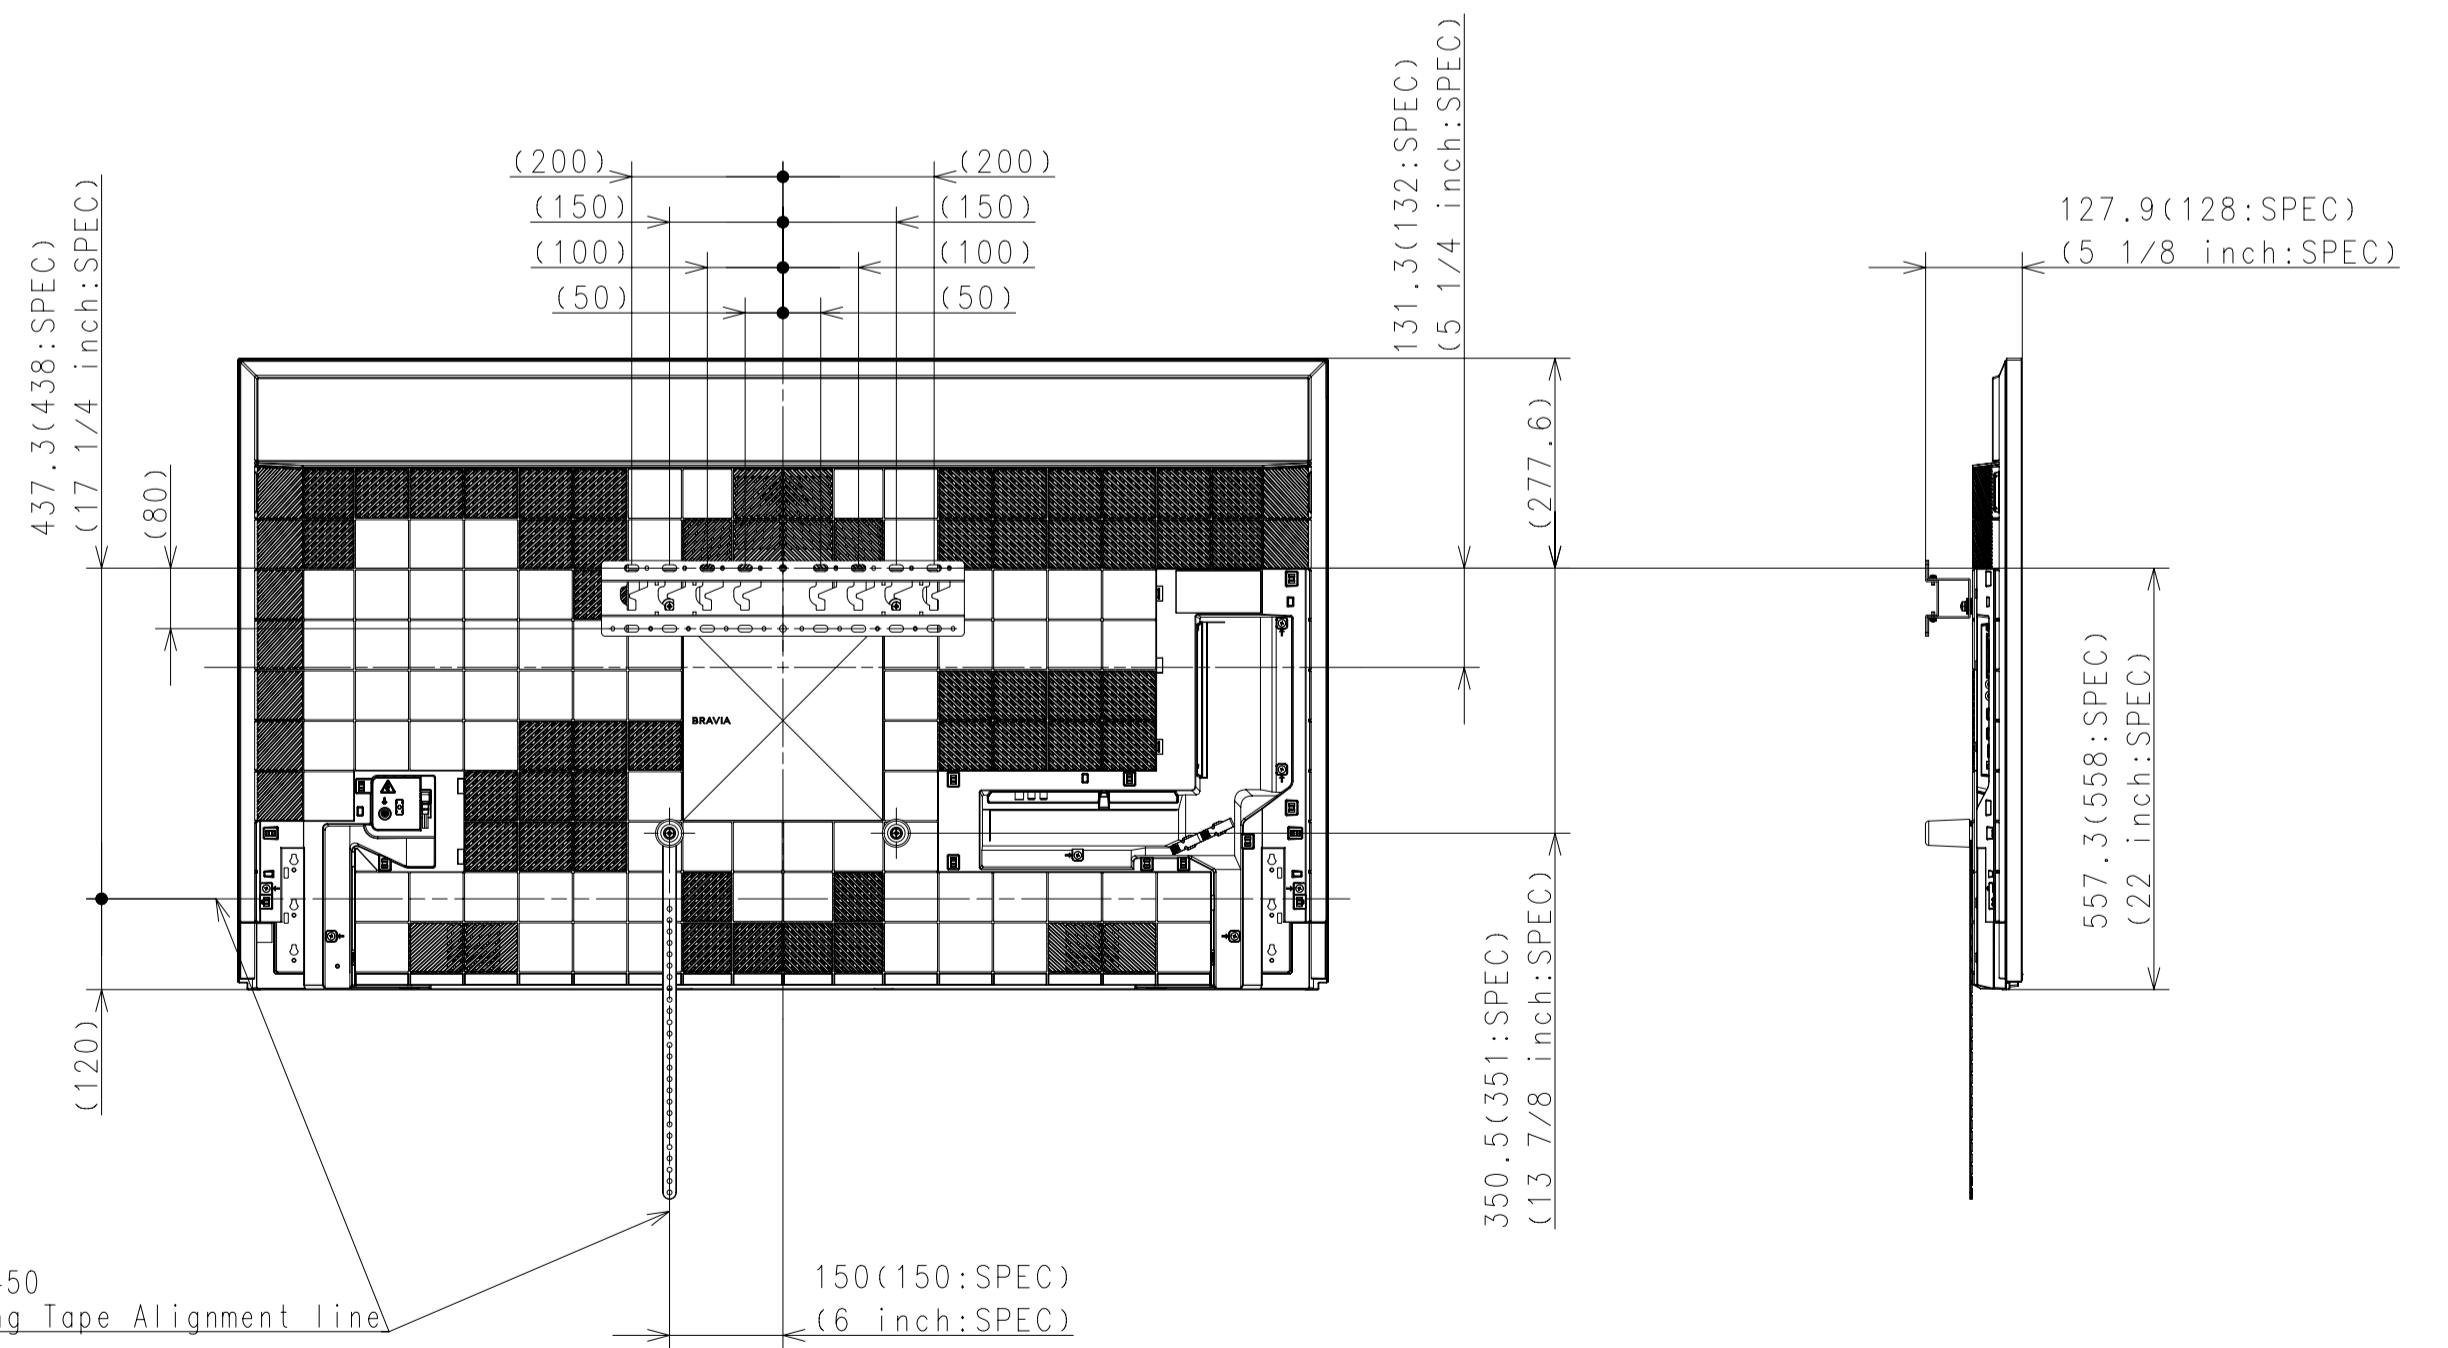 (200)
(200)
(150)
(150)
(100)
(100)
(50)
(50)
437.3(438:SPEC)
(17 1/4 inch:SPEC)
(80)
(120)
131.3(132:SPEC)
(5 1/4 inch:SPEC)
(277.6)
127.9(128:SPEC)
(5 1/8 inch:SPEC)
557.3(558:SPEC)
(22 inch:SPEC)
BRAVIA
350.5(351:SPEC)
(13 7/8 inch:SPEC)
150(150:SPEC)
(6 inch:SPEC)
50
Tape Alignment line